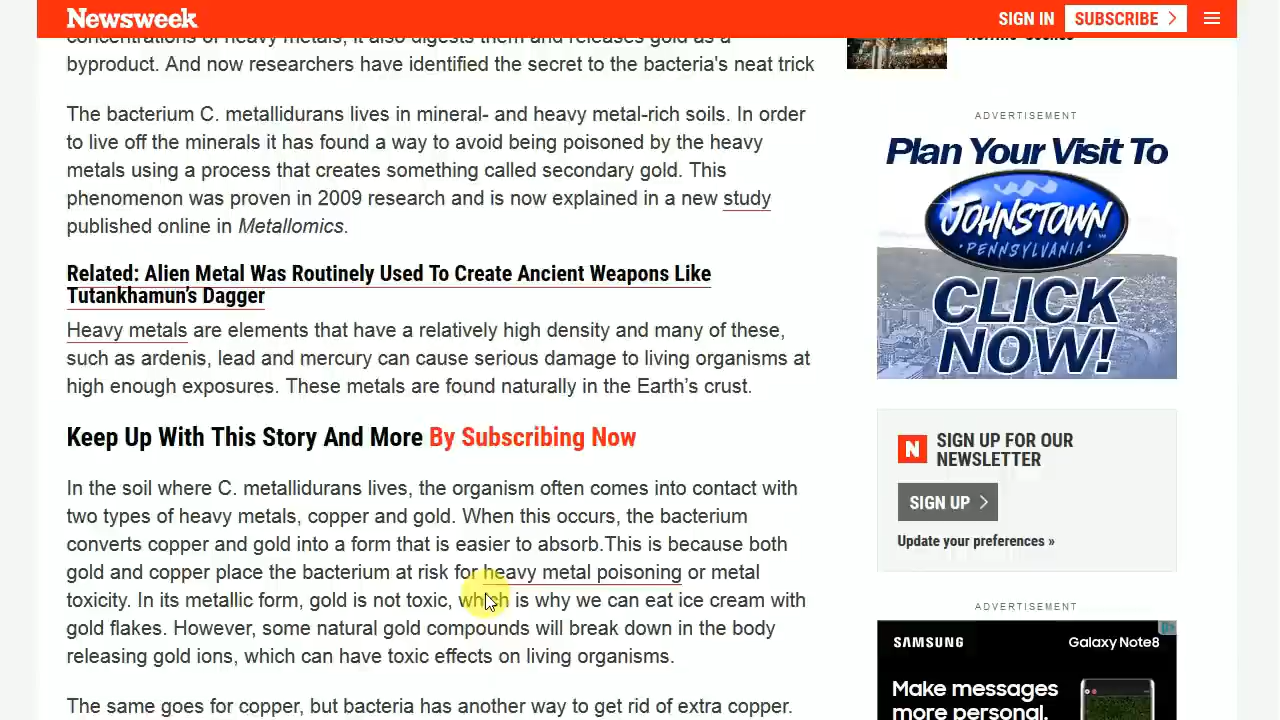 Newsweek
SIGN IN
SUBSCRIBE
concentrations of heavy metals, it also digests them and releases gold as a
byproduct. And now researchers have identified the secret to the bacteria's neat trick
The bacterium C. metallidurans lives in mineral- and heavy metal-rich soils. In order
to live off the minerals it has found a way to avoid being poisoned by the heavy
metals using a process that creates something called secondary gold. This
phenomenon was proven in 2009 research and is now explained in a new study
published online in Metallomics.
Related: Alien Metal Was Routinely Used To Create Ancient Weapons Like
Tutankhamun's Dagger
Heavy metals are elements that have a relatively high density and many of these,
such as ardenis, lead and mercury can cause serious damage to living organisms at
high enough exposures. These metals are found naturally in the Earth's crust.
Keep Up With This Story And More By Subscribing Now
In the soil where C. metallidurans lives, the organism often comes into contact with
two types of heavy metals, copper and gold. When this occurs, the bacterium
converts copper and gold into a form that is easier to absorb.This is because both
gold and copper place the bacterium at risk for heavy metal poisoning or metal
toxicity. In its metallic form, gold is not toxic, which is why we can eat ice cream with
gold flakes. However, some natural gold compounds will break down in the body
releasing gold ions, which can have toxic effects on living organisms.
The same goes for copper, but bacteria has another way to get rid of extra copper.
ADVERTISEMENT
Plan Your Visit To
JOHNSTOWN
PENNSYLVANIA
CLICK
NOW!
N
SIGN UP FOR OUR
NEWSLETTER
SIGN UP
Update your preferences »
ADVERTISEMENT
SAMSUNG
Galaxy Note8
Make messages
more personal.